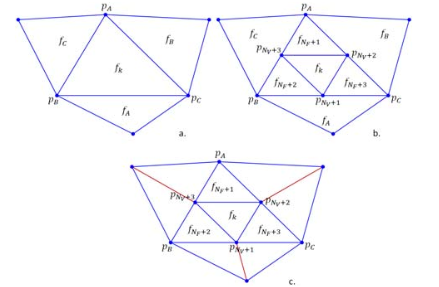 p_A p_A
f_C f_B f_C f_{N_F+1} f_B
p_{N_V+3} p_{N_V+2}
f_k f_k
f_{N_F+2} f_{N_F+3}
p_B p_C p_B p_{N_V+1} p_C
f_A f_A
a. b.
p_A
f_{N_F+1}
p_{N_V+3} p_{N_V+2}
f_k
f_{N_F+2} f_{N_F+3}
p_B p_{N_V+1} p_C
c.